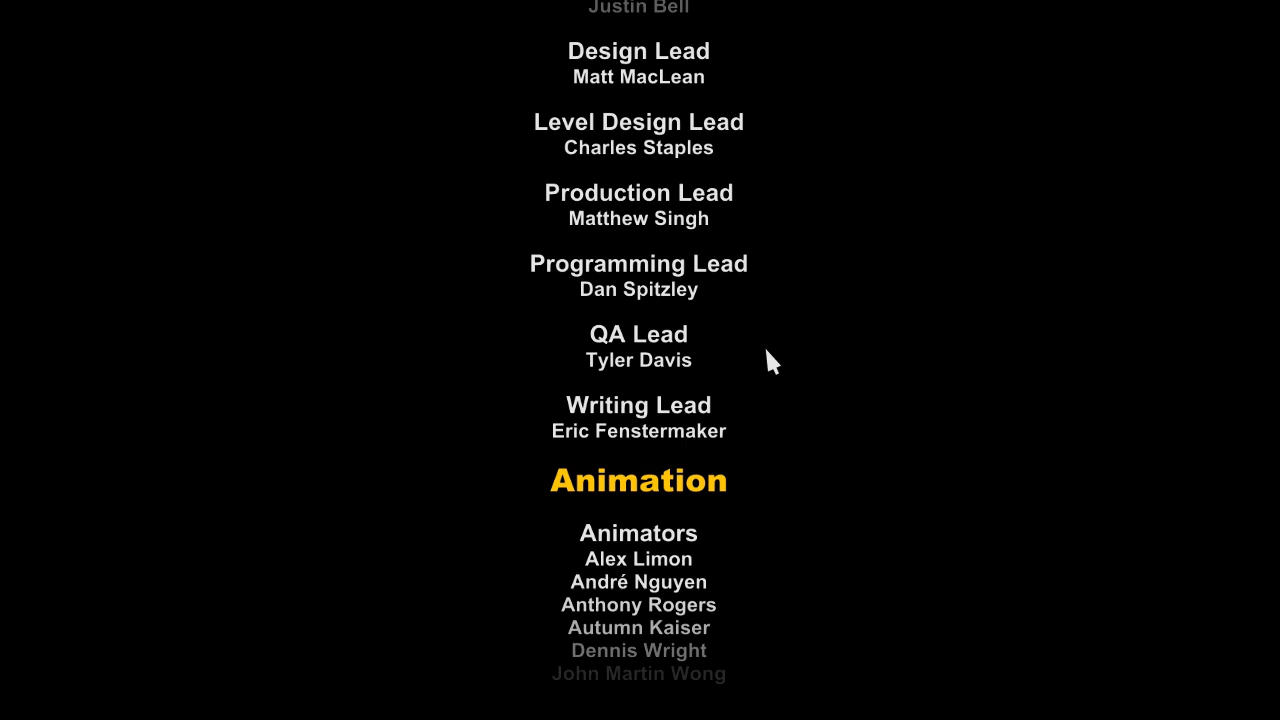 Justin Bell
Design Lead
Matt MacLean
Level Design Lead
Charles Staples
Production Lead
Matthew Singh
Programming Lead
Dan Spitzley
QA Lead
Tyler Davis
Writing Lead
Eric Fenstermaker
Animation
Animators
Alex Limon
André Nguyen
Anthony Rogers
Autumn Kaiser
Dennis Wright
John Martin Wong